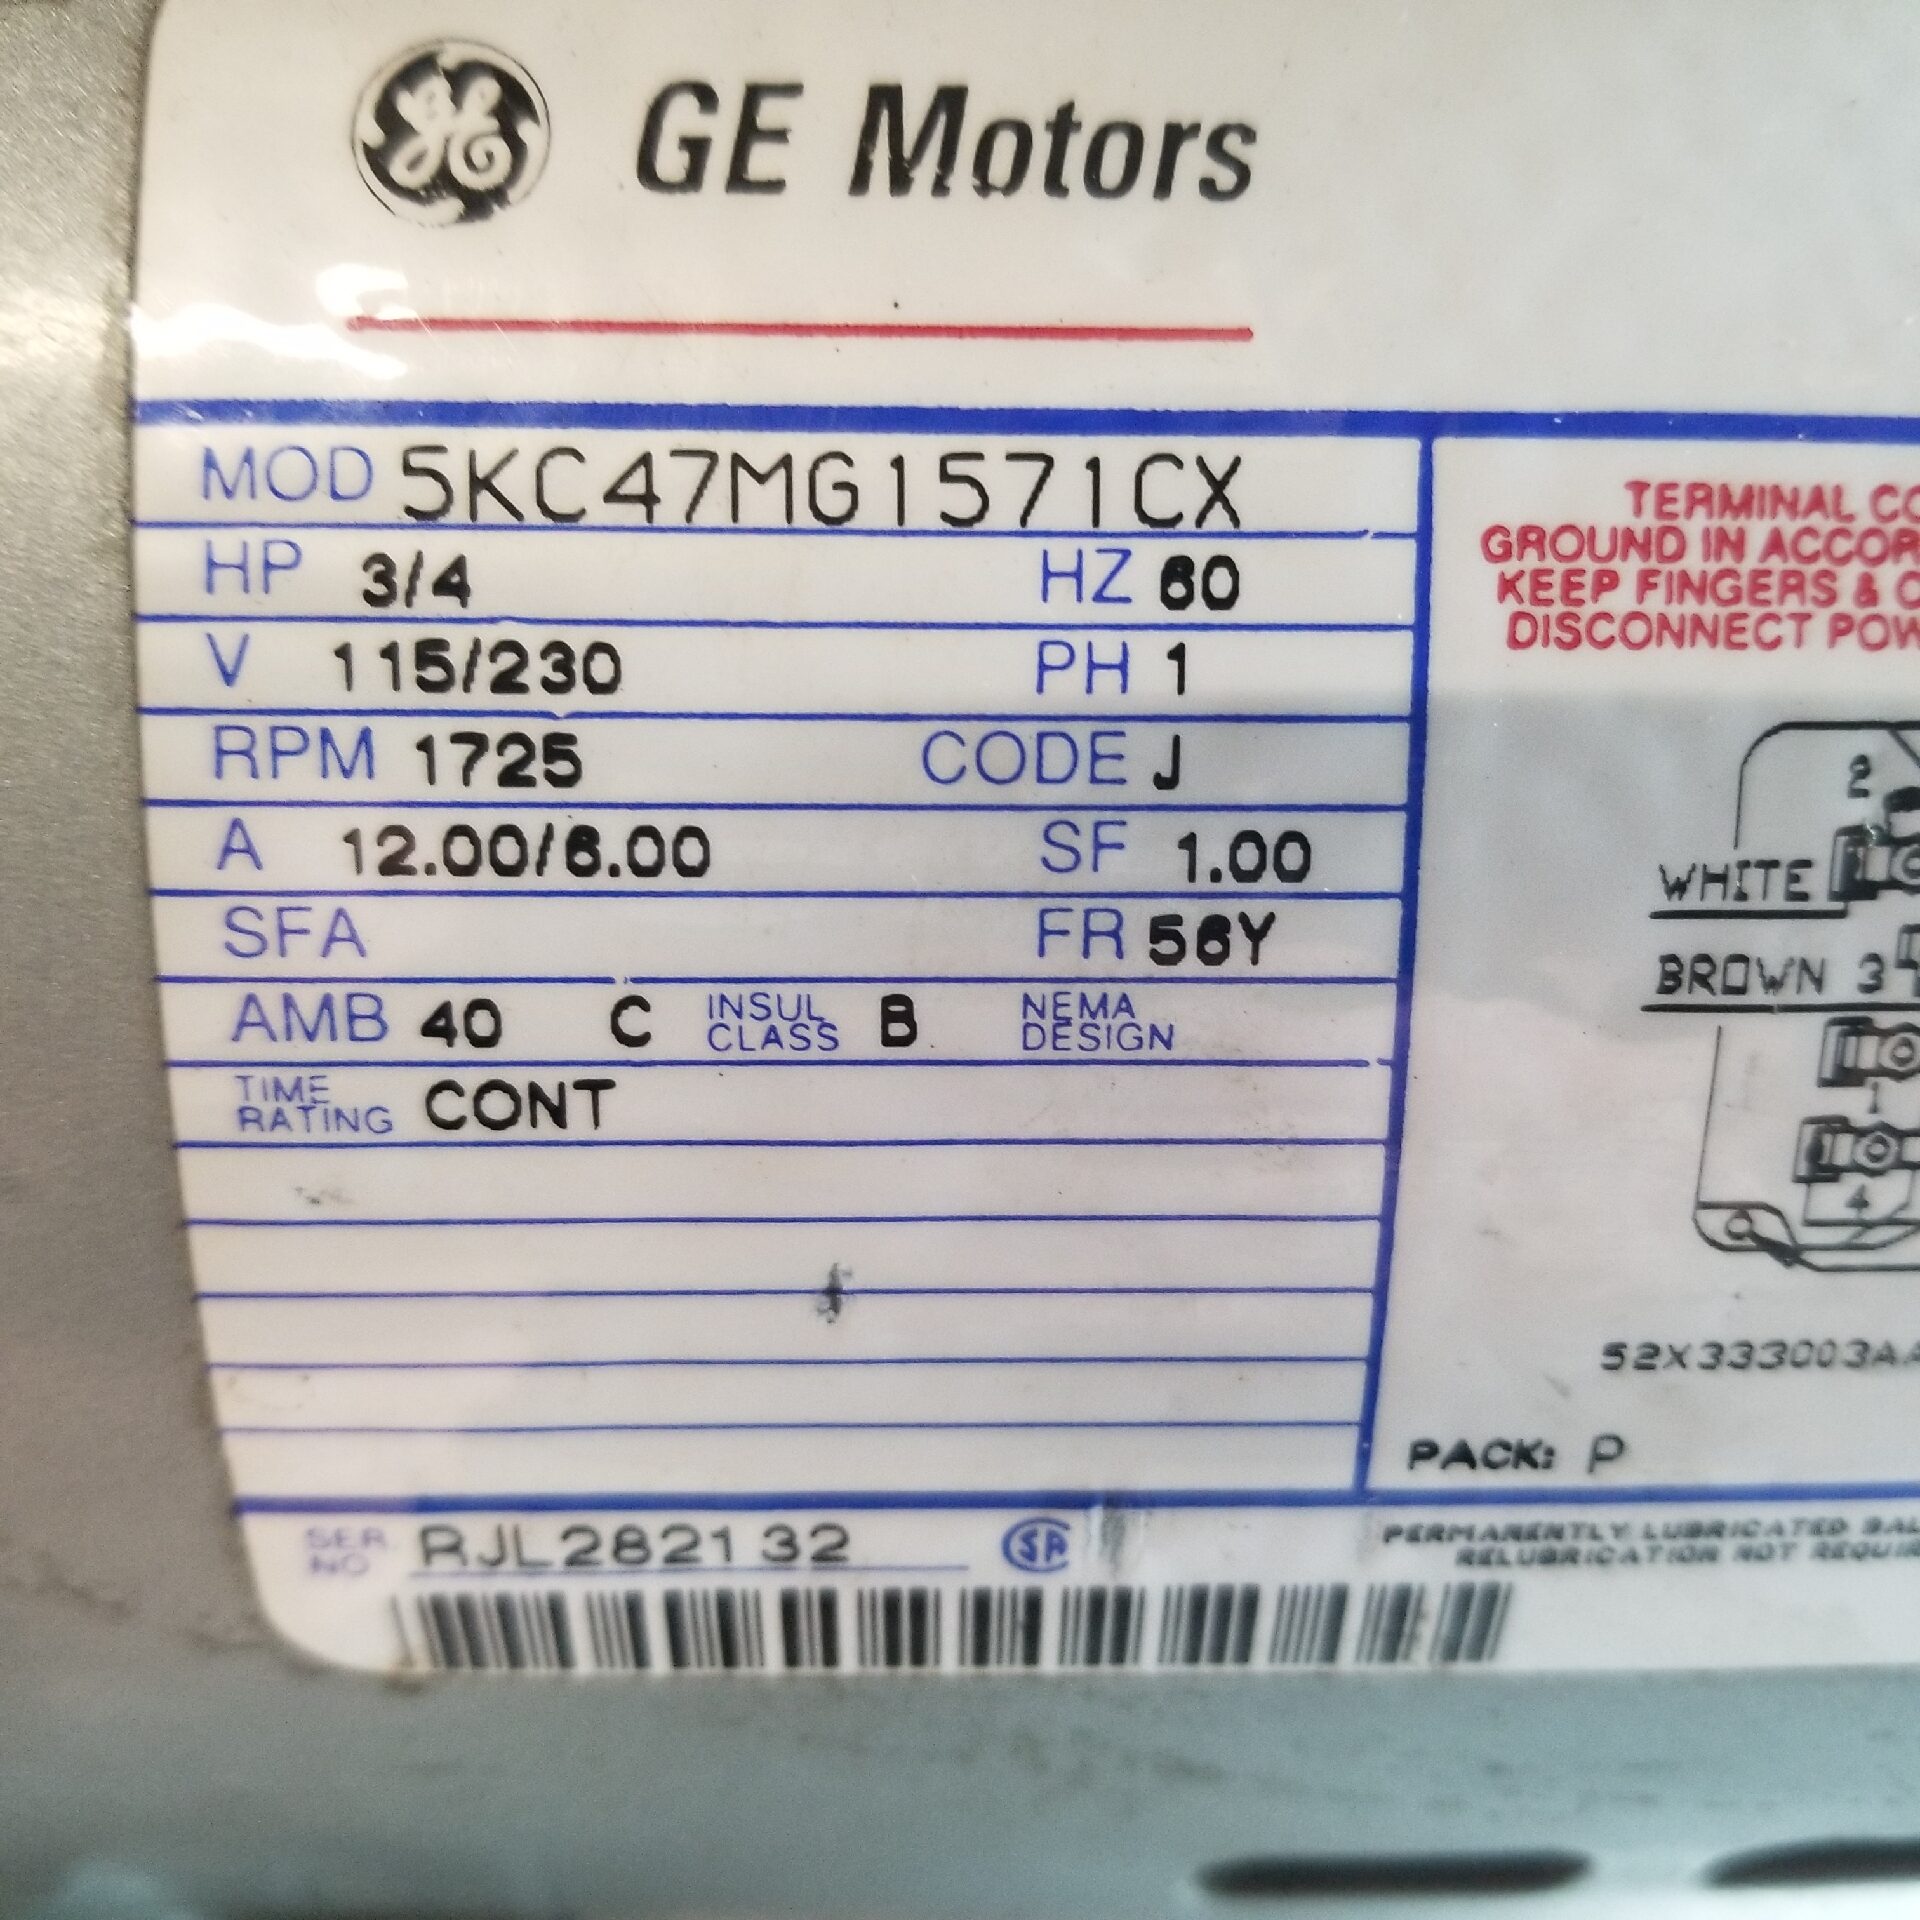 GE Motors
MOD 5KC47MG1571CX
HP 3/4 HZ 60
V 115/230 PH 1
RPM 1725 CODE J
A 12.00/6.00 SF 1.00
SFA FR 56Y
AMB 40 C INSUL CLASS B NEMA DESIGN
TIME RATING CONT
SER. NO RJL282132 SA
TERMINAL CO
GROUND IN ACCOR
KEEP FINGERS & O
DISCONNECT POW
2
WHITE
BROWN 3
1
4
52X333003AA
PACK: P
PERMANENTLY LUBRICATED BAL
RELUBRICATION NOT REQUIR